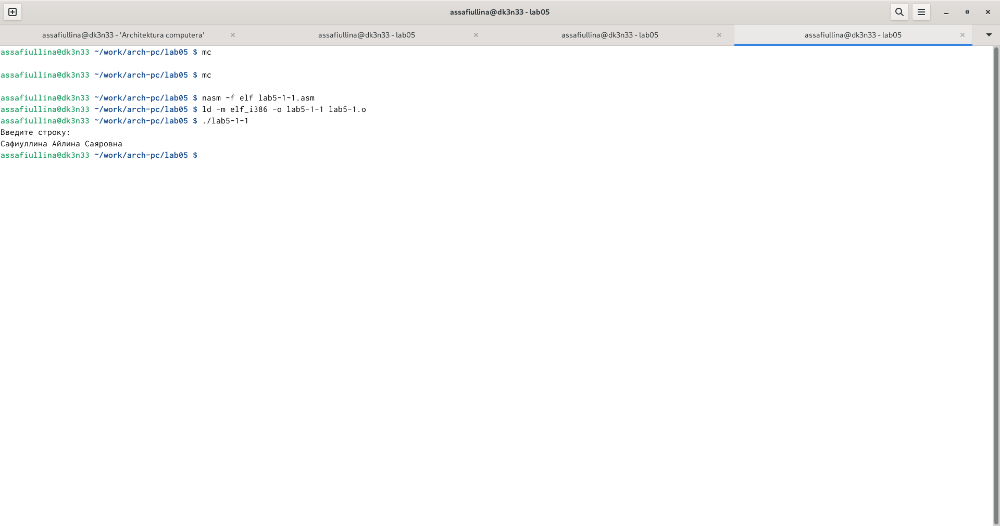 assafiullina@dk3n33 - lab05
assafiullina@dk3n33 - 'Architektura computera'
assafiullina@dk3n33 - lab05
assafiullina@dk3n33 - lab05
assafiullina@dk3n33 - lab05
assafiullina@dk3n33 ~/work/arch-pc/lab05 $ mc
assafiullina@dk3n33 ~/work/arch-pc/lab05 $ mc
assafiullina@dk3n33 ~/work/arch-pc/lab05 $ nasm -f elf lab5-1-1.asm
assafiullina@dk3n33 ~/work/arch-pc/lab05 $ ld -m elf_i386 -o lab5-1-1 lab5-1.o
assafiullina@dk3n33 ~/work/arch-pc/lab05 $ ./lab5-1-1
Введите строку:
Сафиуллина Айлина Саяровна
assafiullina@dk3n33 ~/work/arch-pc/lab05 $